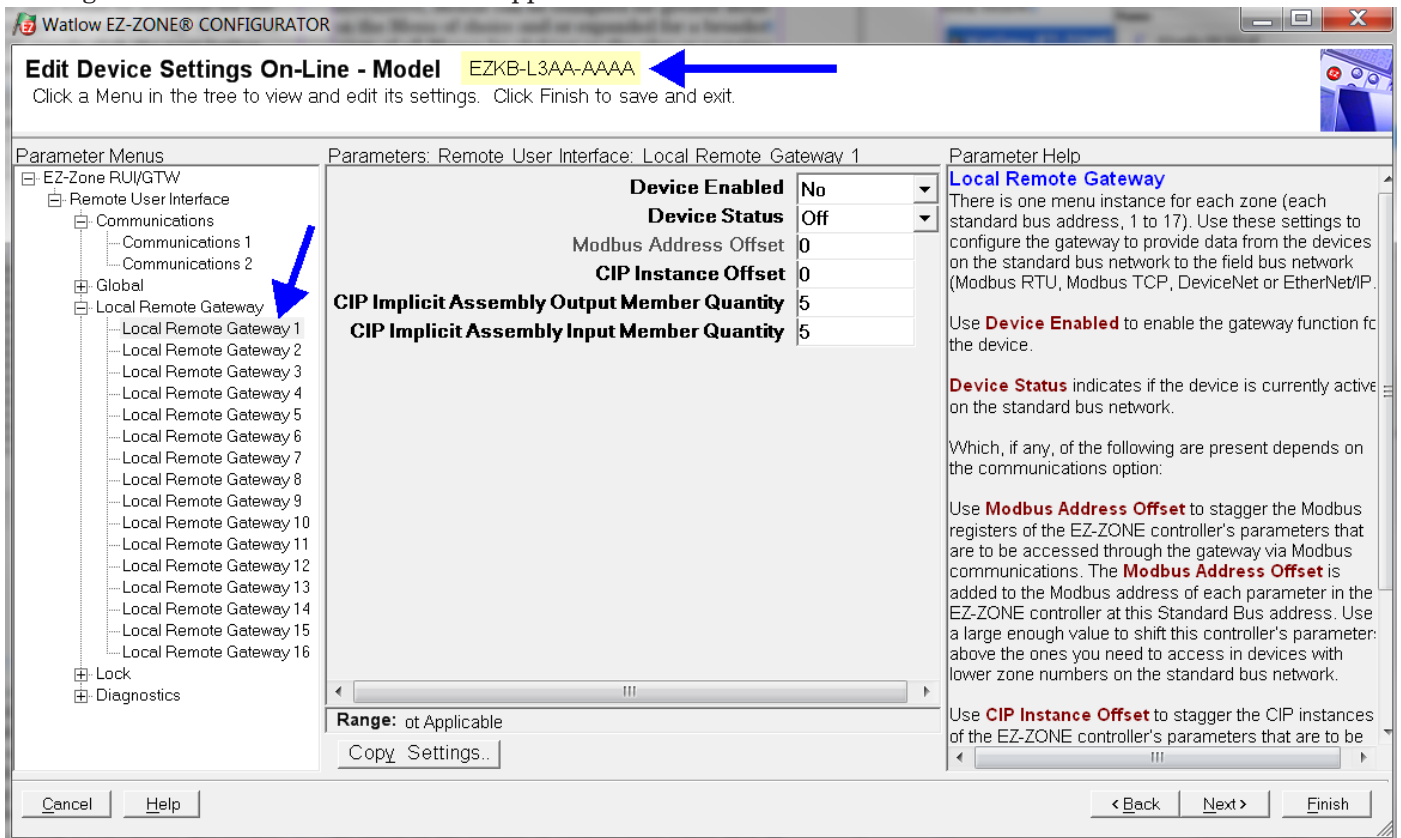 Watlow EZ-ZONE® CONFIGURATOR
Edit Device Settings On-Line - Model EZKB-L3AA-AAAA
Click a Menu in the tree to view and edit its settings. Click Finish to save and exit.
Parameter Menus
EZ-Zone RUI/GTW
Remote User Interface
Communications
Communications 1
Communications 2
Global
Local Remote Gateway
Local Remote Gateway 1
Local Remote Gateway 2
Local Remote Gateway 3
Local Remote Gateway 4
Local Remote Gateway 5
Local Remote Gateway 6
Local Remote Gateway 7
Local Remote Gateway 8
Local Remote Gateway 9
Local Remote Gateway 10
Local Remote Gateway 11
Local Remote Gateway 12
Local Remote Gateway 13
Local Remote Gateway 14
Local Remote Gateway 15
Local Remote Gateway 16
Lock
Diagnostics
Parameters: Remote User Interface: Local Remote Gateway 1
Device Enabled No
Device Status Off
Modbus Address Offset 0
CIP Instance Offset 0
CIP Implicit Assembly Output Member Quantity 5
CIP Implicit Assembly Input Member Quantity 5
Range: ot Applicable
Copy Settings..
Parameter Help
Local Remote Gateway
There is one menu instance for each zone (each
standard bus address, 1 to 17). Use these settings to
configure the gateway to provide data from the devices
on the standard bus network to the field bus network
(Modbus RTU, Modbus TCP, DeviceNet or EtherNet/IP.
Use Device Enabled to enable the gateway function fo
the device.
Device Status indicates if the device is currently active
on the standard bus network.
Which, if any, of the following are present depends on
the communications option:
Use Modbus Address Offset to stagger the Modbus
registers of the EZ-ZONE controller's parameters that
are to be accessed through the gateway via Modbus
communications. The Modbus Address Offset is
added to the Modbus address of each parameter in the
EZ-ZONE controller at this Standard Bus address. Use
a large enough value to shift this controller's parameter
above the ones you need to access in devices with
lower zone numbers on the standard bus network.
Use CIP Instance Offset to stagger the CIP instances
of the EZ-ZONE controller's parameters that are to be
Cancel
Help
< Back
Next >
Finish